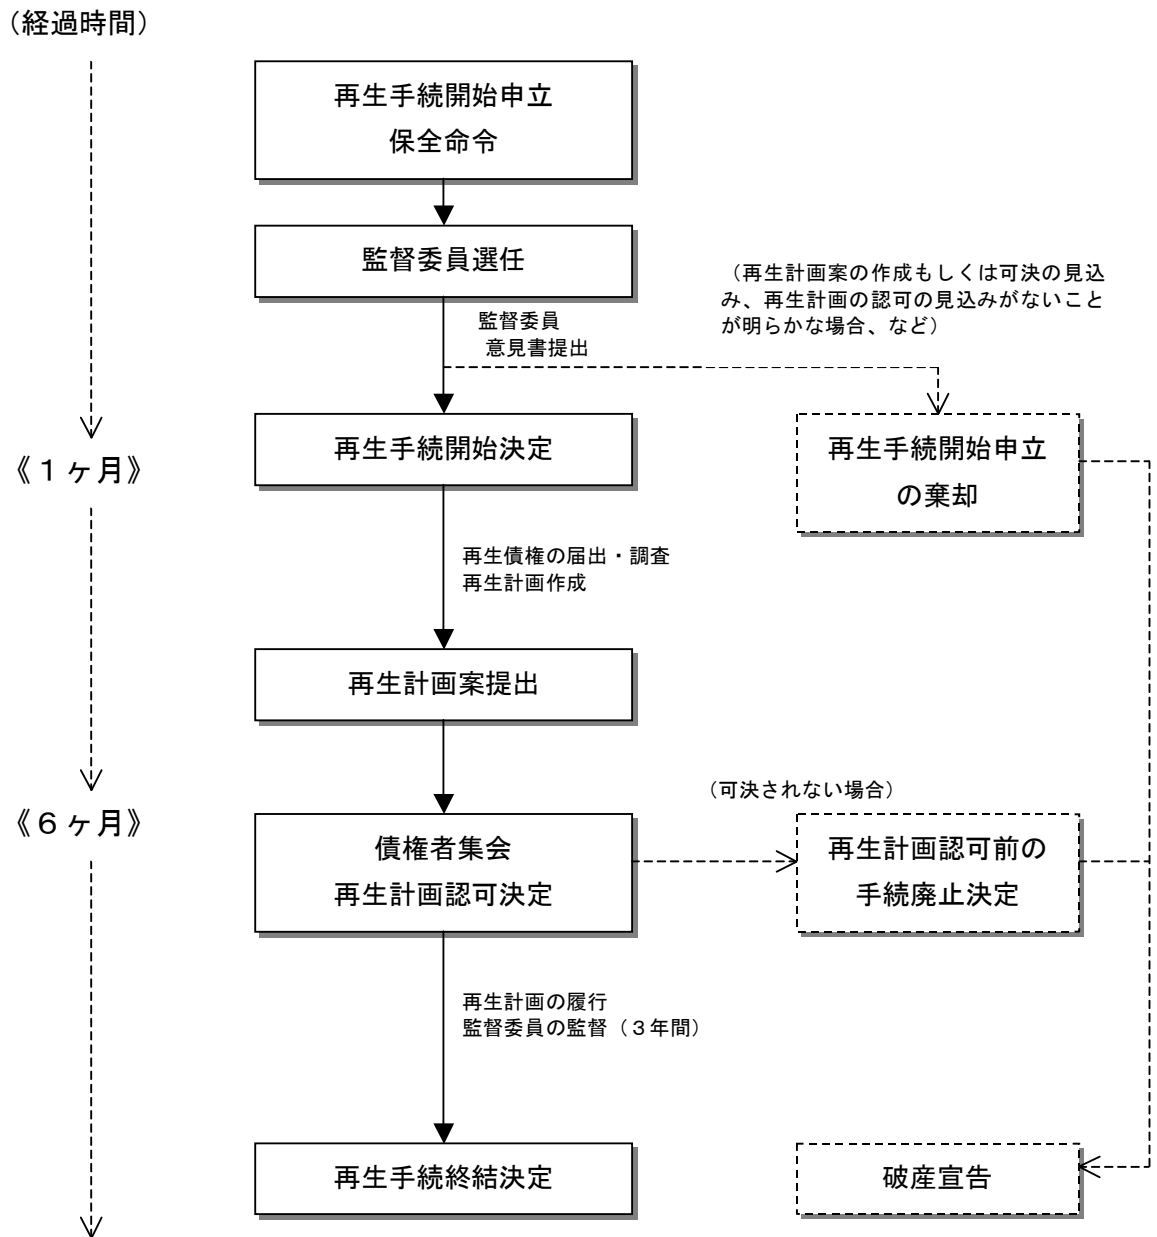 （経過時間）
再生手続開始申立
保全命令
監督委員選任
（再生計画案の作成もしくは可決の見込
み、再生計画の認可の見込みがないこと
が明らかな場合、など）
監督委員
意見書提出
《１ヶ月》
再生手続開始決定
再生手続開始申立
の棄却
再生債権の届出・調査
再生計画作成
再生計画案提出
（可決されない場合）
《６ヶ月》
債権者集会
再生計画認可決定
再生計画認可前の
手続廃止決定
再生計画の履行
監督委員の監督（３年間）
再生手続終結決定
破産宣告